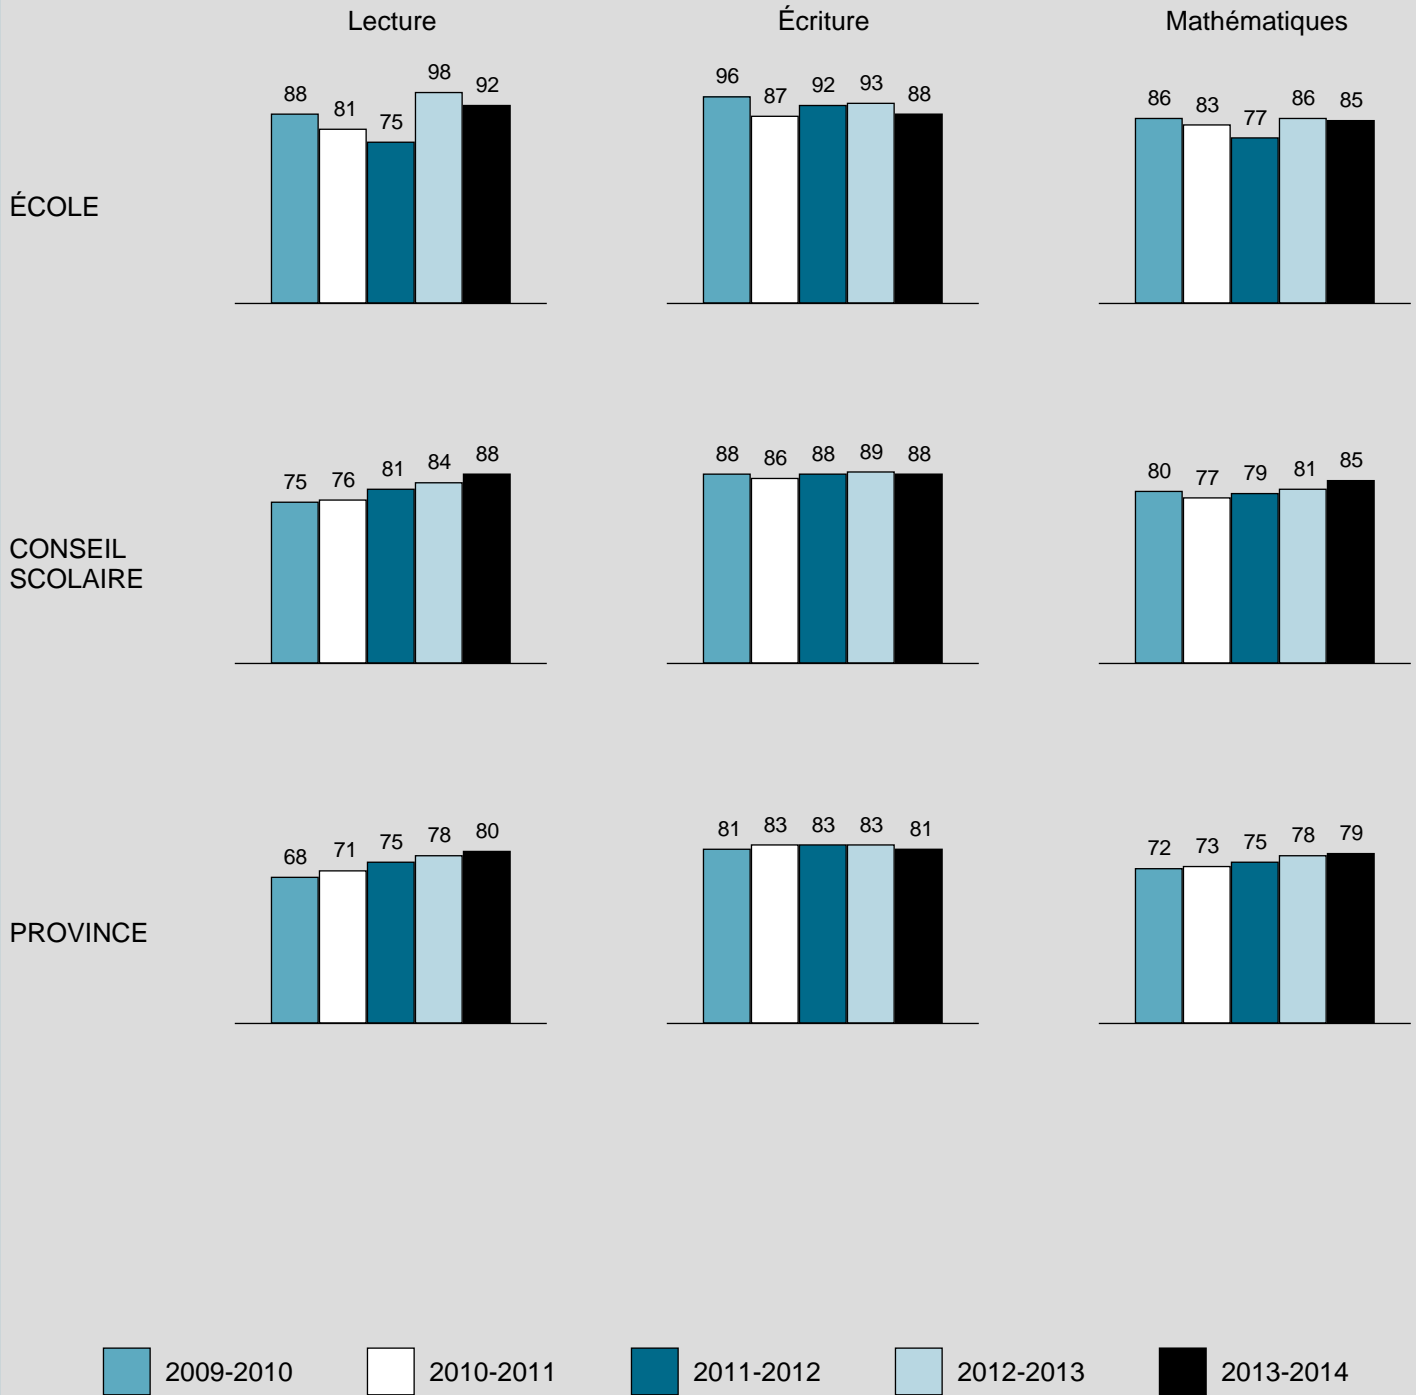 Lecture Écriture Mathématiques
88 81 75 98 92
96 87 92 93 88
86 83 77 86 85
ÉCOLE
75 76 81 84 88
88 86 88 89 88
80 77 79 81 85
CONSEIL
SCOLAIRE
68 71 75 78 80
81 83 83 83 81
72 73 75 78 79
PROVINCE
2009-2010 2010-2011 2011-2012 2012-2013 2013-2014